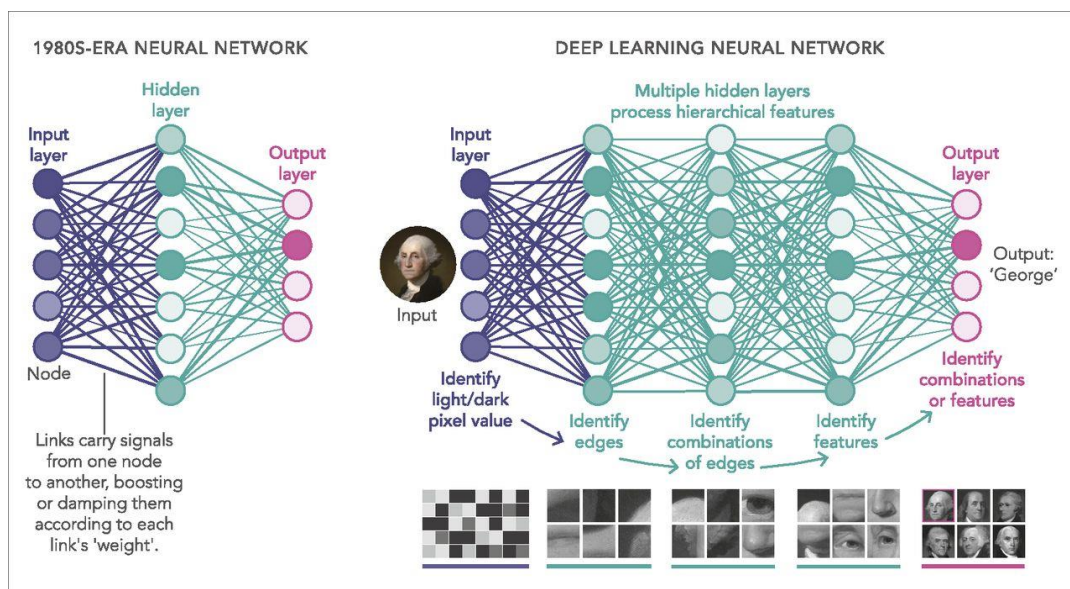 1980S-ERA NEURAL NETWORK
Hidden
layer
Input
layer
Output
layer
Node
Links carry signals
from one node
to another, boosting
or damping them
according to each
link's 'weight'.
DEEP LEARNING NEURAL NETWORK
Multiple hidden layers
process hierarchical features
Input
layer
Output
layer
Input
Output:
'George'
Identify
light/dark
pixel value
Identify
edges
Identify
combinations
of edges
Identify
features
Identify
combinations
or features